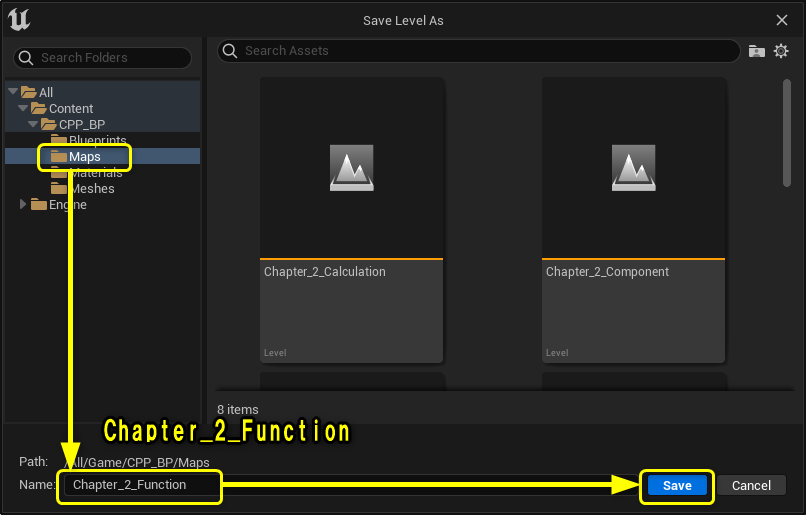 Save Level As
Search Folders
Search Assets
All
Content
CPP_BP
Blueprints
Maps
Materials
Meshes
Engine
Chapter_2_Calculation
Level
Chapter_2_Component
Level
8 items
Chapter_2_Function
Path: /All/Game/CPP_BP/Maps
Name: Chapter_2_Function
Save
Cancel